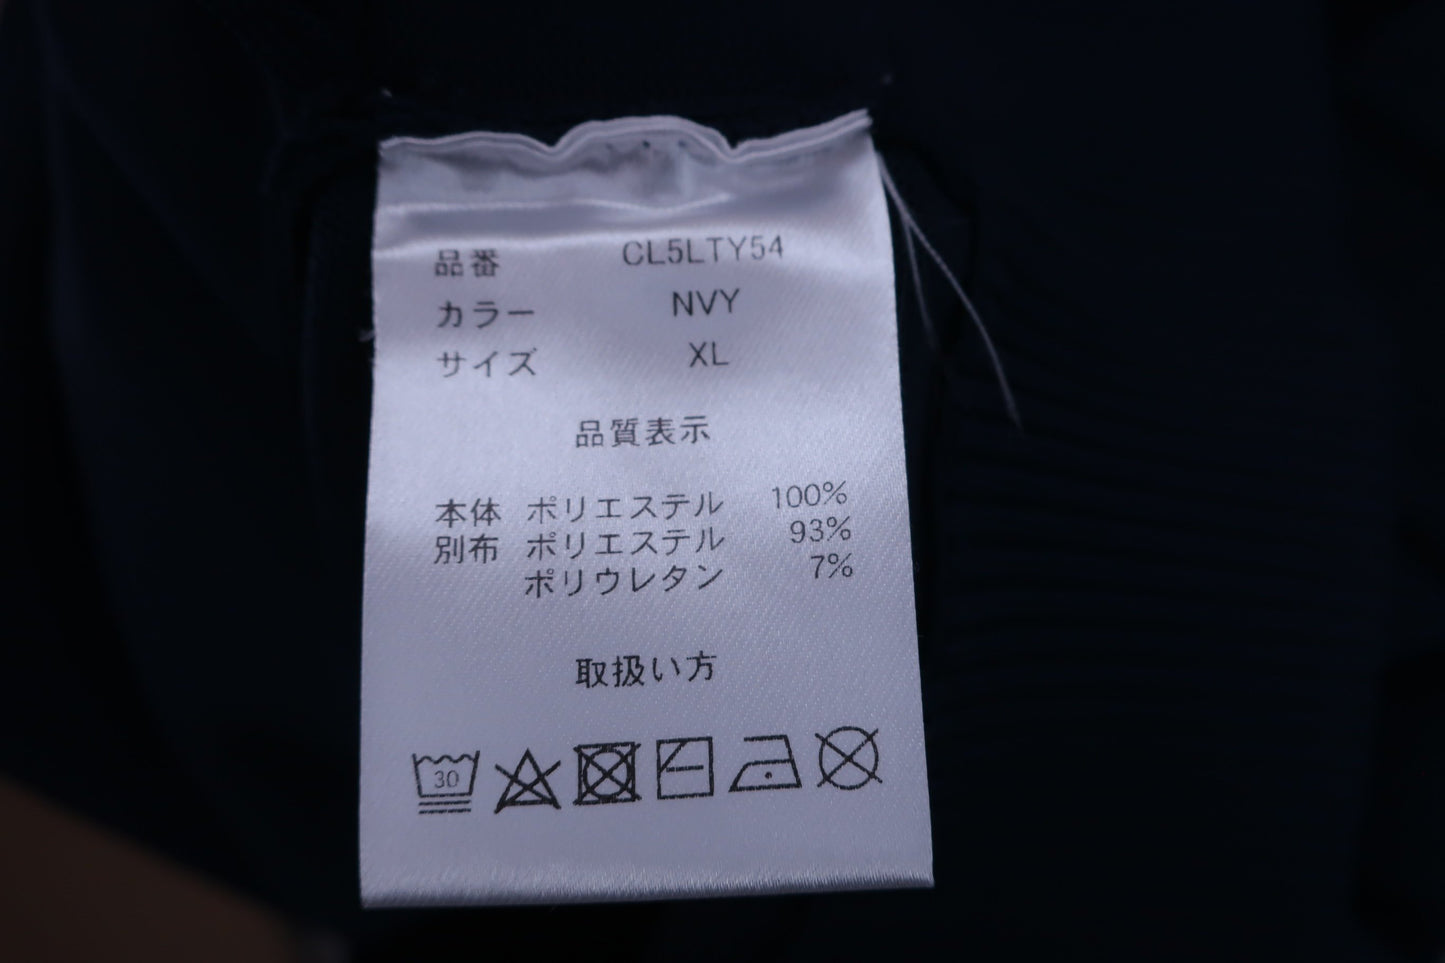 品番 CL5LTY54
カラー NVY
サイズ XL
品質表示
本体 ポリエステル 100%
別布 ポリエステル 93%
ポリウレタン 7%
取扱い方
30